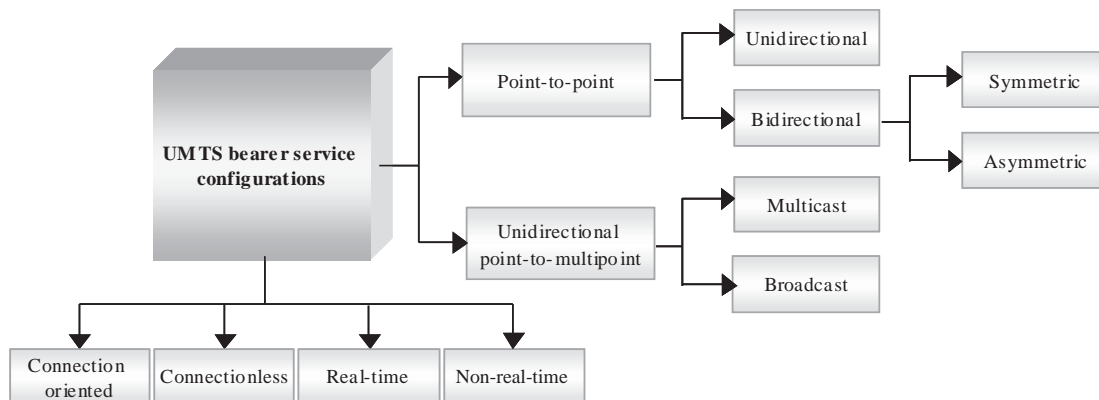 UMTS bearer service
configurations
Point-to-point
Unidirectional
Bidirectional
Symmetric
Asymmetric
Unidirectional
point-to-multipoint
Multicast
Broadcast
Connection
oriented
Connectionless
Real-time
Non-real-time